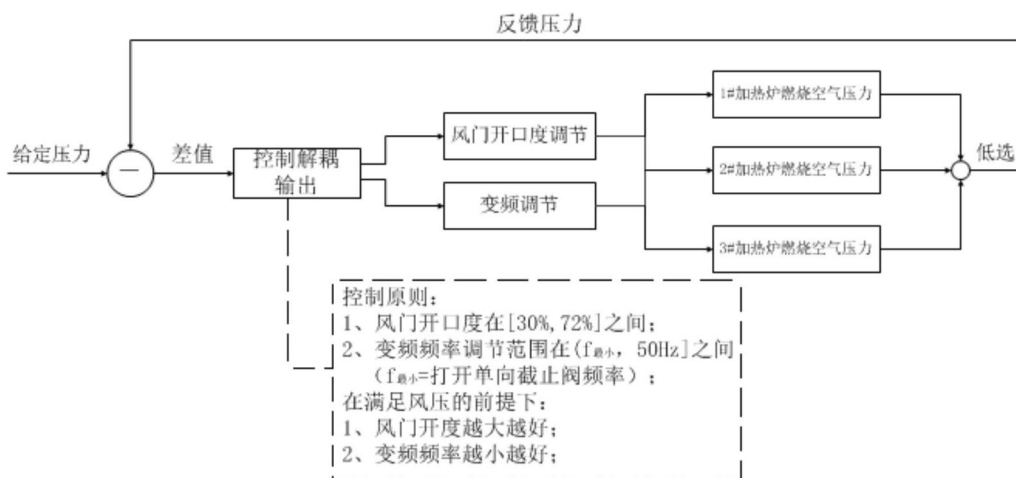 反馈压力
给定压力
—
差值
控制解耦
输出
风门开口度调节
变频调节
1#加热炉燃烧空气压力
2#加热炉燃烧空气压力
3#加热炉燃烧空气压力
低选
控制原则:
1、风门开口度在[30%,72%]之间;
2、变频频率调节范围在(f最小, 50Hz]之间
(f最小=打开单向截止阀频率);
在满足风压的前提下:
1、风门开度越大越好;
2、变频频率越小越好;